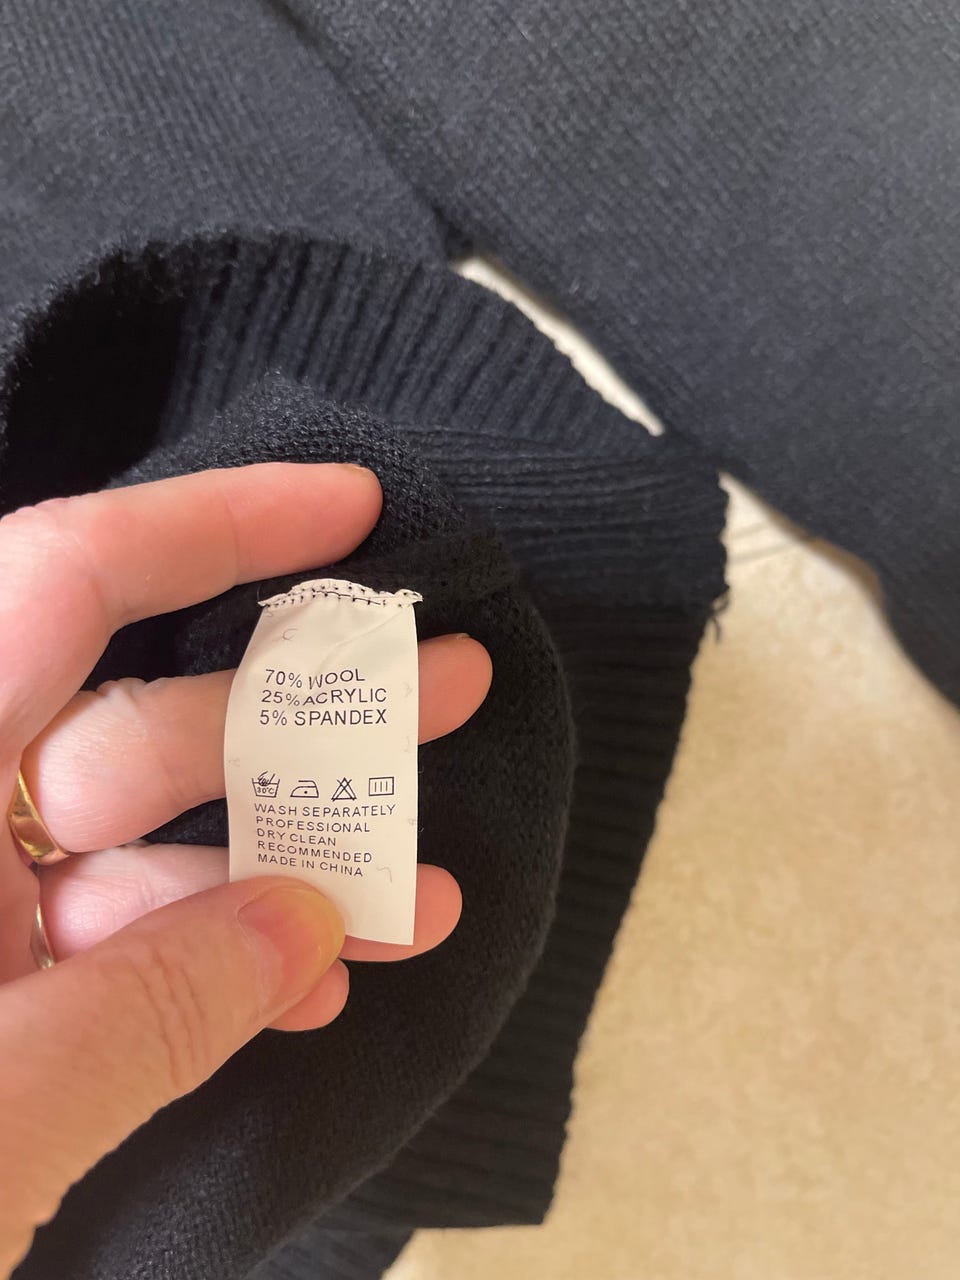 70% WOOL
25% ACRYLIC
5% SPANDEX
30°C
WASH SEPARATELY
PROFESSIONAL
DRY CLEAN
RECOMMENDED
MADE IN CHINA